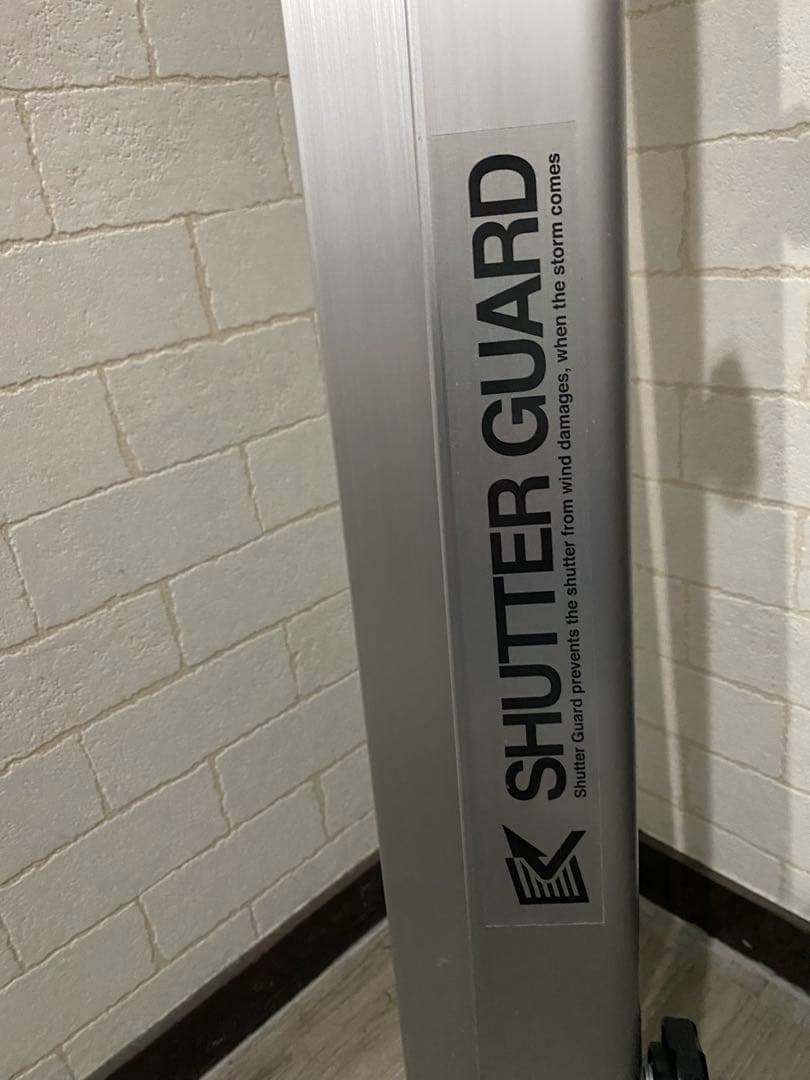 SHUTTER GUARD
Shutter Guard prevents the shutter from wind damages, when the storm comes